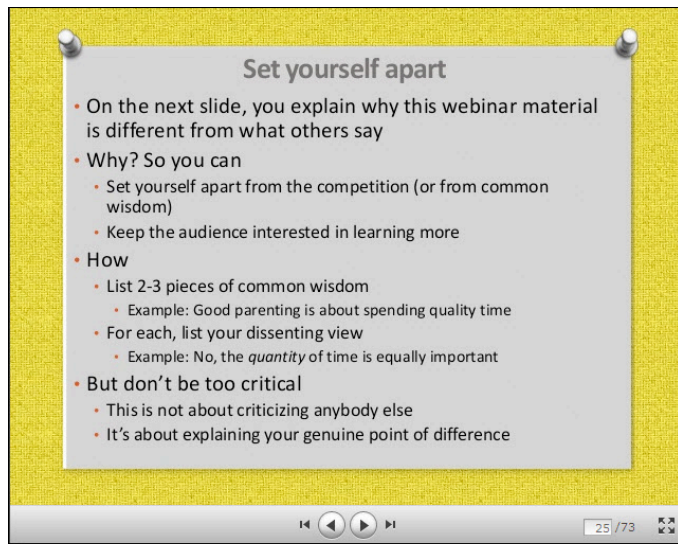 Set yourself apart
• On the next slide, you explain why this webinar material
is different from what others say
• Why? So you can
• Set yourself apart from the competition (or from common
wisdom)
• Keep the audience interested in learning more
• How
• List 2-3 pieces of common wisdom
• Example: Good parenting is about spending quality time
• For each, list your dissenting view
• Example: No, the quantity of time is equally important
• But don’t be too critical
• This is not about criticizing anybody else
• It’s about explaining your genuine point of difference
25 /73